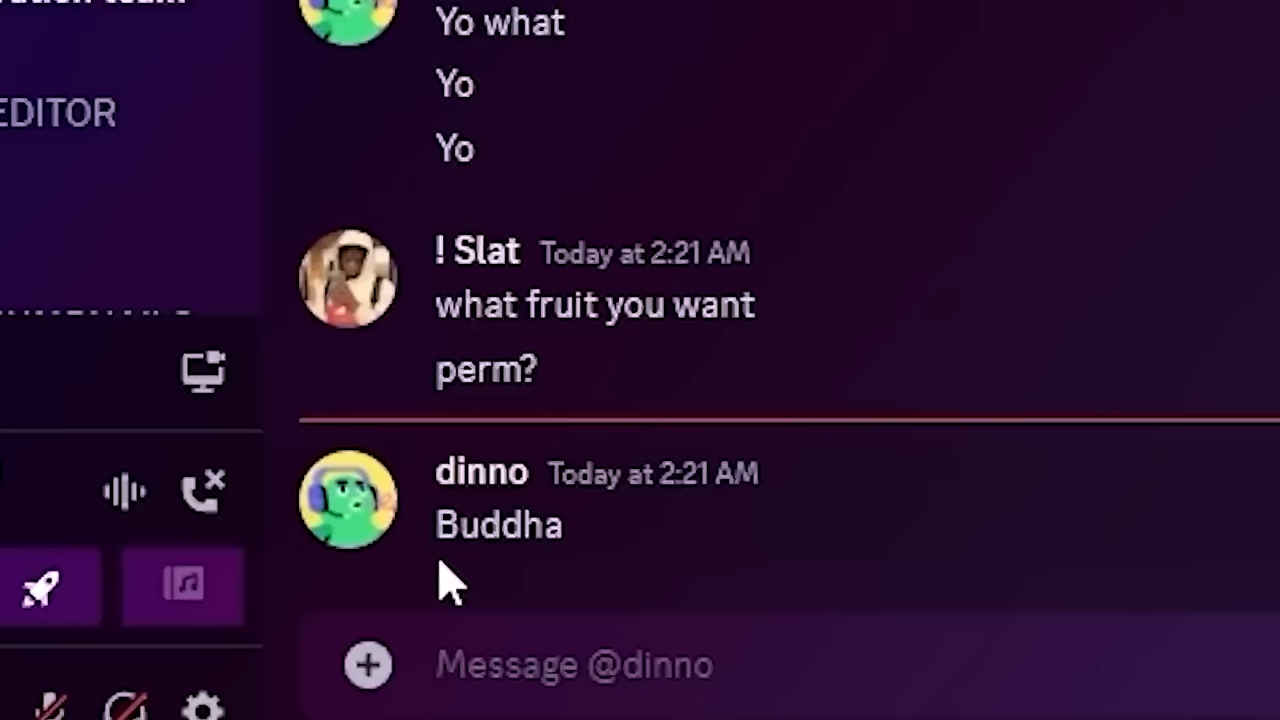 EDITOR
Yo what
Yo
Yo
! Slat Today at 2:21 AM
what fruit you want
perm?
dinno Today at 2:21 AM
Buddha
Message @dinno